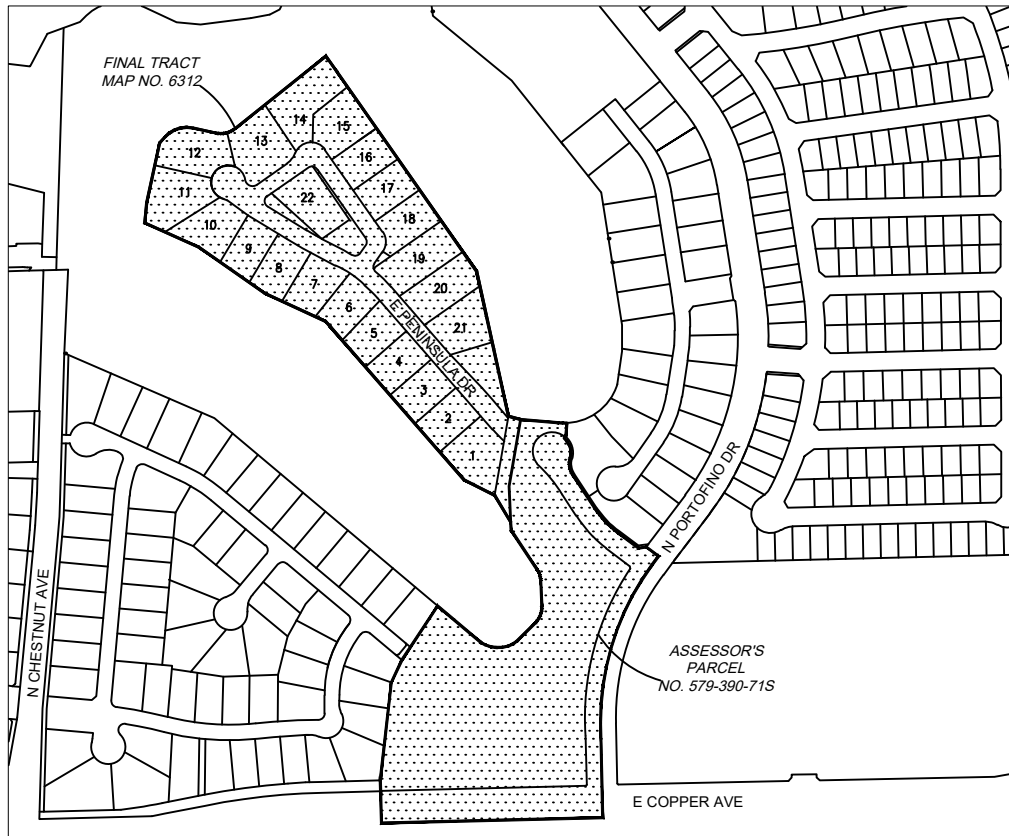 FINAL TRACT
MAP NO. 6312
14
15
13
12
16
11
17
22
10
18
9
19
8
7
20
6
21
5
E PENINSULA DR
4
3
2
1
N PORTOFINO DR
N CHESTNUT AVE
ASSESSOR'S
PARCEL
NO. 579-390-71S
E COPPER AVE